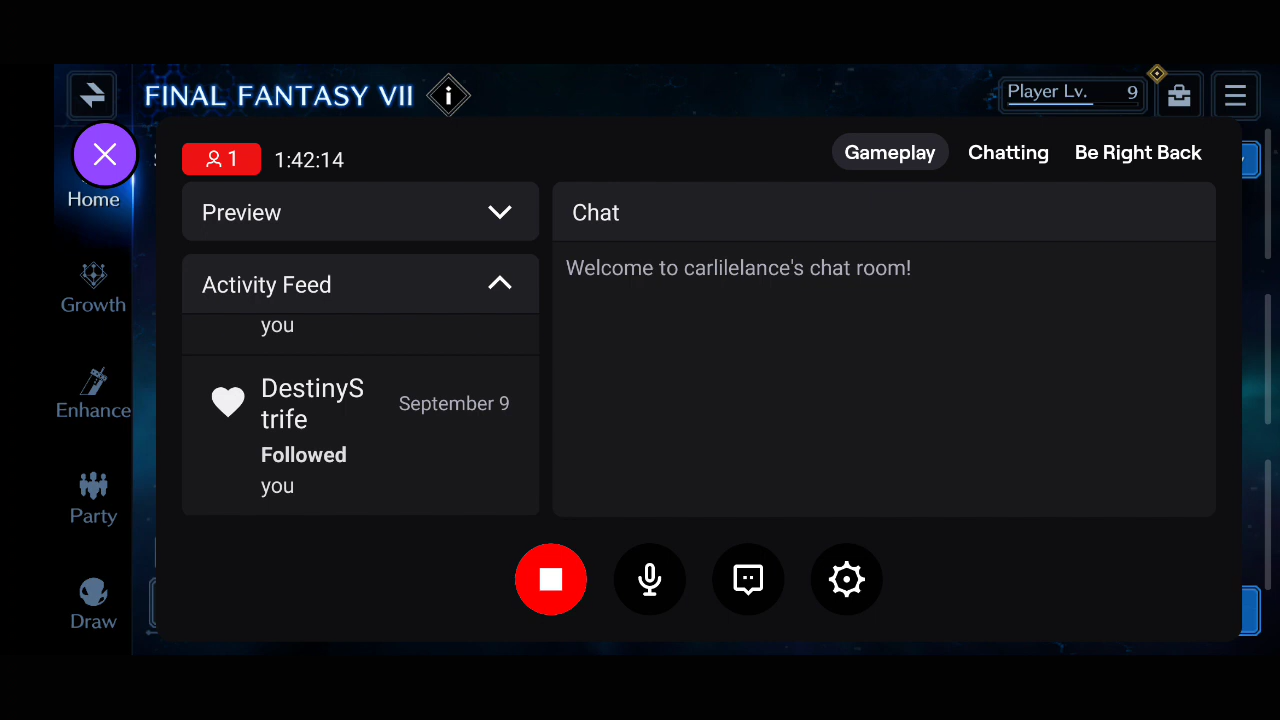 FINAL FANTASY VII
Player Lv. 9
1 1:42:14
Gameplay Chatting Be Right Back
Home
Preview
Chat
Activity Feed
Welcome to carlilelance's chat room!
you
Growth
DestinyS
trife
September 9
Followed
you
Enhance
Party
Draw